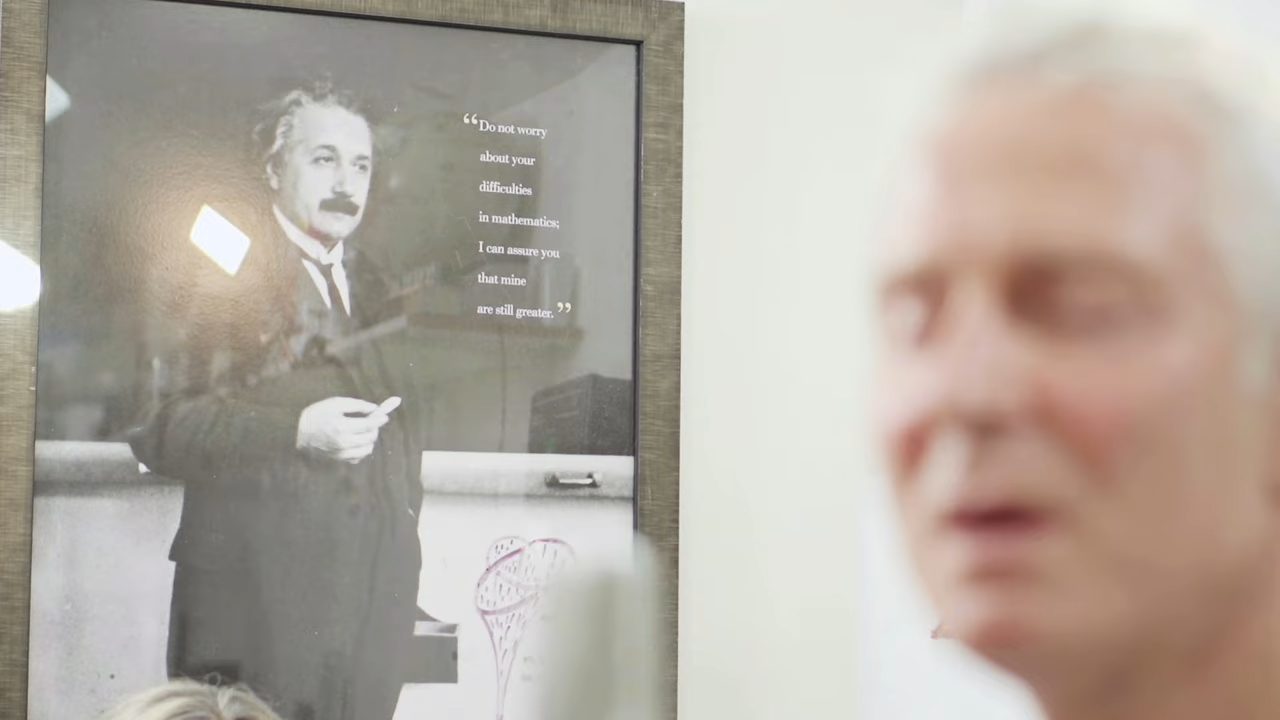 “Do not worry
about your
difficulties
in mathematics;
I can assure you
that mine
are still greater.”